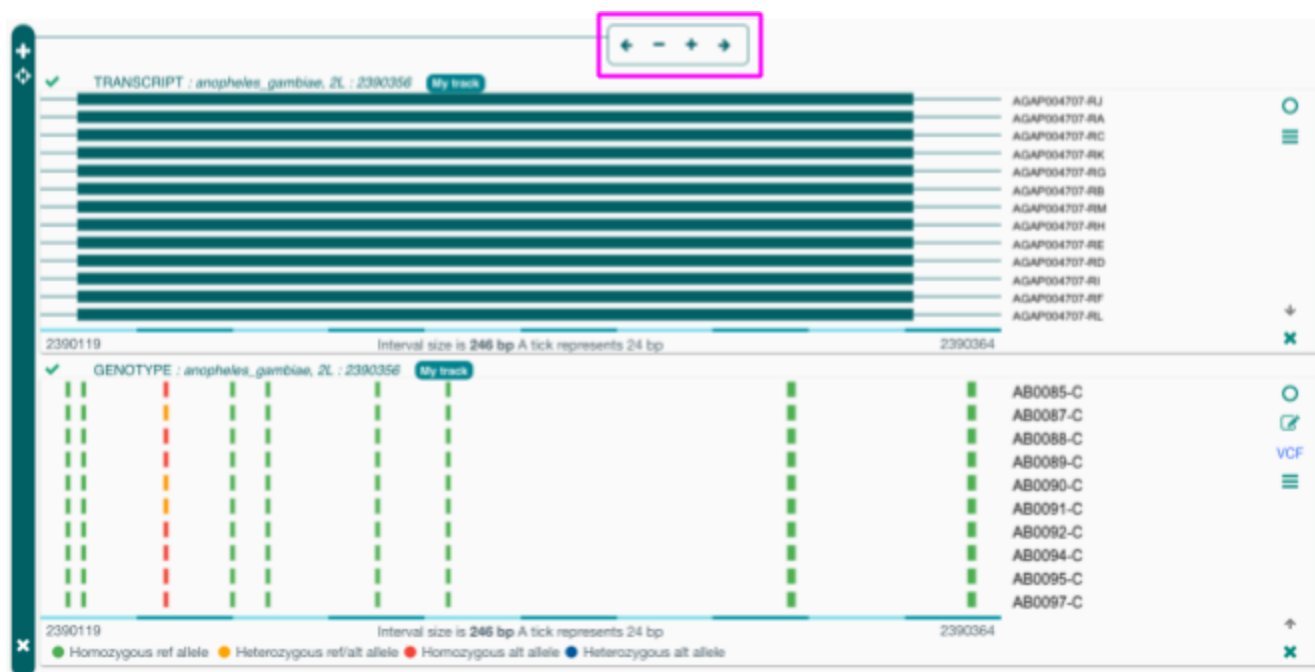 TRANSCRIPT : anopheles_gambiae, 2L : 2390356 My track
AGAP004707-RJ
AGAP004707-RA
AGAP004707-RC
AGAP004707-RK
AGAP004707-RG
AGAP004707-RB
AGAP004707-RM
AGAP004707-RH
AGAP004707-RE
AGAP004707-RD
AGAP004707-RI
AGAP004707-RF
AGAP004707-RL
2390119 Interval size is 246 bp A tick represents 24 bp 2390364
GENOTYPE : anopheles_gambiae, 2L : 2390356 My track
AB0085-C
AB0087-C
AB0088-C
AB0089-C
VCF
AB0090-C
AB0091-C
AB0092-C
AB0094-C
AB0095-C
AB0097-C
2390119 Interval size is 246 bp A tick represents 24 bp 2390364
Homozygous ref allele Heterozygous ref/alt allele Homozygous alt allele Heterozygous alt allele